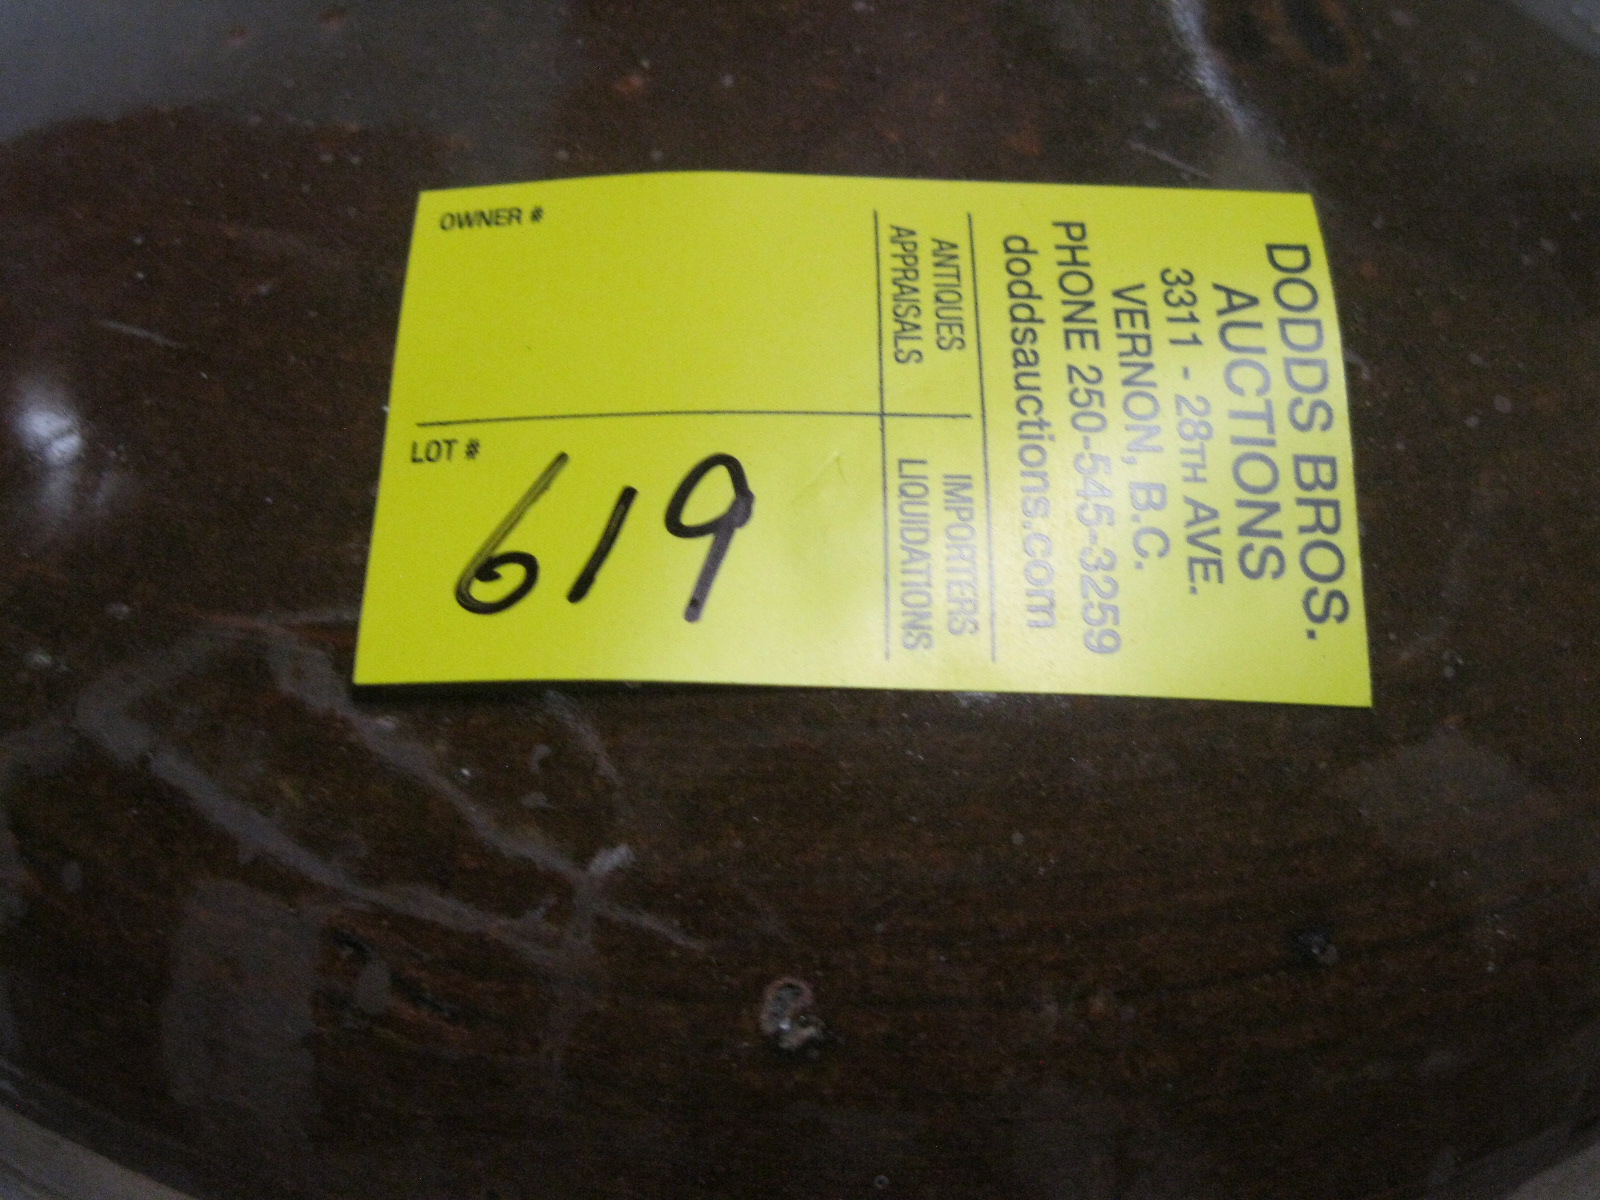 DODDS BROS.
AUCTIONS
3311 - 28TH AVE.
VERNON, B.C.
PHONE 250-545-3259
doddsauctions.com
ANTIQUES IMPORTERS
APPRAISALS LIQUIDATIONS
OWNER #
LOT #
619